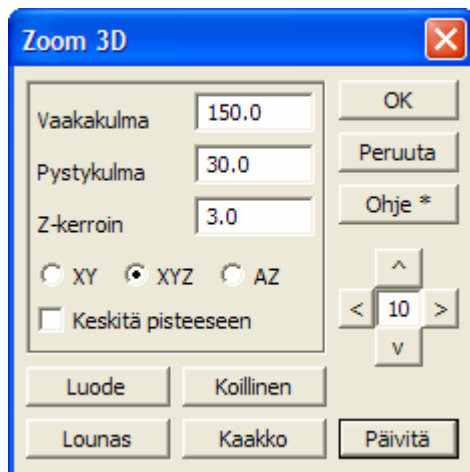 Zoom 3D
Vaakakulma 150.0
Pystykulma 30.0
Z-kerroin 3.0
XY XYZ AZ
Keskitä pisteeseen
OK
Peruuta
Ohje *
^
< 10 >
v
Luode Koillinen
Lounas Kaakko Päivitä